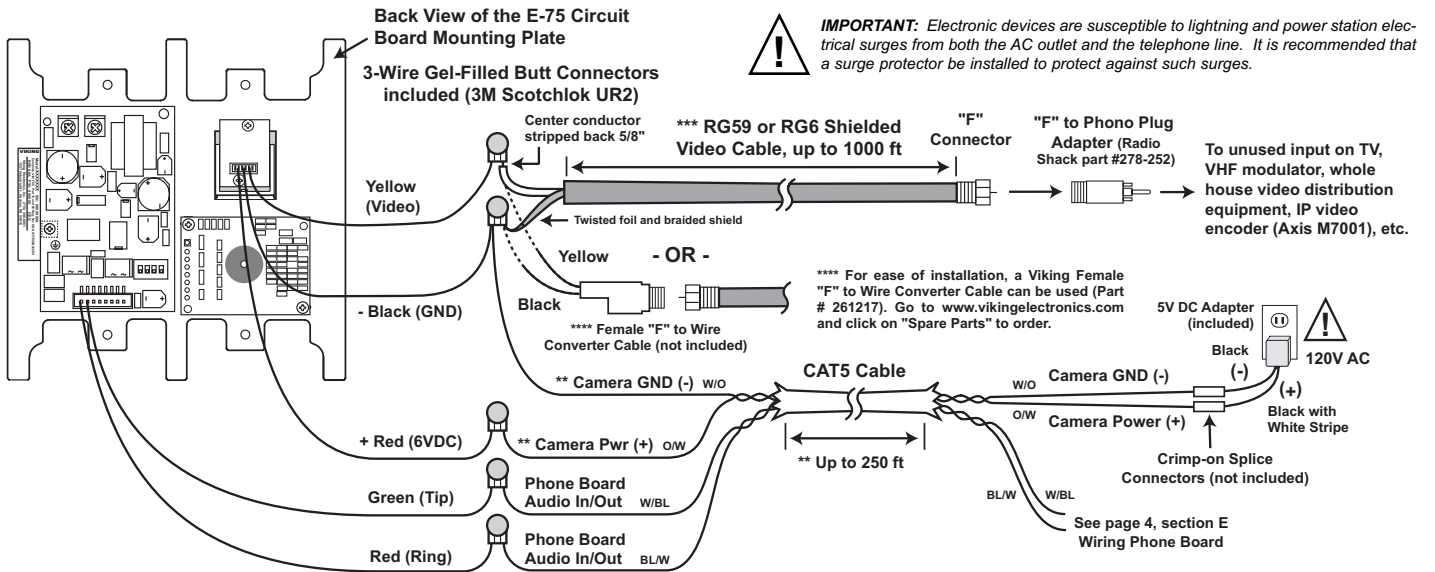 Back View of the E-75 Circuit
Board Mounting Plate
IMPORTANT: Electronic devices are susceptible to lightning and power station elec-
trical surges from both the AC outlet and the telephone line. It is recommended that
a surge protector be installed to protect against such surges.
!
3-Wire Gel-Filled Butt Connectors
included (3M Scotchlok UR2)
Center conductor
stripped back 5/8"
*** RG59 or RG6 Shielded
Video Cable, up to 1000 ft
"F"
Connector
"F" to Phono Plug
Adapter (Radio
Shack part #278-252)
To unused input on TV,
VHF modulator, whole
house video distribution
equipment, IP video
encoder (Axis M7001), etc.
VIKING
Yellow
(Video)
Twisted foil and braided shield
Yellow
- OR -
Black
- Black (GND)
**** Female "F" to Wire
Converter Cable (not included)
**** For ease of installation, a Viking Female
"F" to Wire Converter Cable can be used (Part
# 261217). Go to www.vikingelectronics.com
and click on "Spare Parts" to order.
5V DC Adapter
(included)
!
120V AC
Black
(-)
(+)
Black with
White Stripe
** Camera GND (-) W/O
CAT5 Cable
W/O Camera GND (-)
O/W Camera Power (+)
+ Red (6VDC)
** Camera Pwr (+) O/W
** Up to 250 ft
Crimp-on Splice
Connectors (not included)
Green (Tip)
Phone Board
Audio In/Out W/BL
BL/W W/BL
See page 4, section E
Wiring Phone Board
Red (Ring)
Phone Board
Audio In/Out BL/W